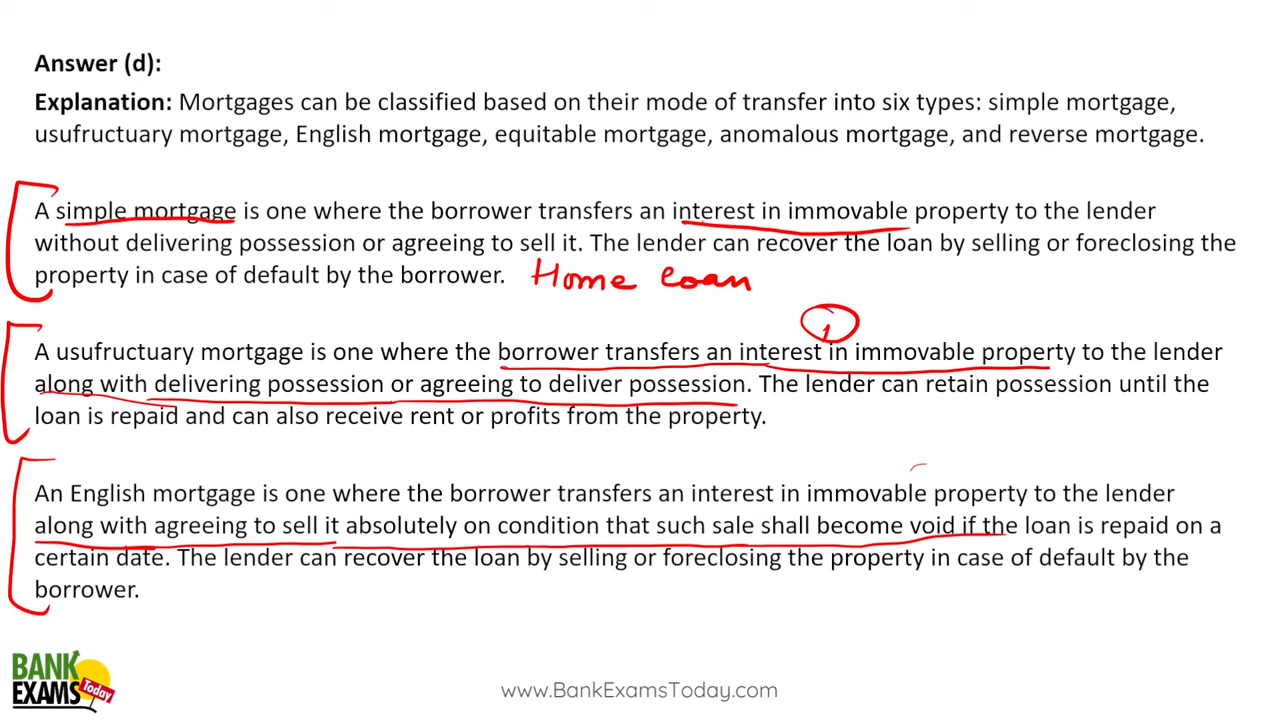 Answer (d):
Explanation: Mortgages can be classified based on their mode of transfer into six types: simple mortgage,
usufructuary mortgage, English mortgage, equitable mortgage, anomalous mortgage, and reverse mortgage.
A simple mortgage is one where the borrower transfers an interest in immovable property to the lender
without delivering possession or agreeing to sell it. The lender can recover the loan by selling or foreclosing the
property in case of default by the borrower. Home loan
1
A usufructuary mortgage is one where the borrower transfers an interest in immovable property to the lender
along with delivering possession or agreeing to deliver possession. The lender can retain possession until the
loan is repaid and can also receive rent or profits from the property.
An English mortgage is one where the borrower transfers an interest in immovable property to the lender
along with agreeing to sell it absolutely on condition that such sale shall become void if the loan is repaid on a
certain date. The lender can recover the loan by selling or foreclosing the property in case of default by the
borrower.
BANK
EXAMS Today
www.BankExamsToday.com